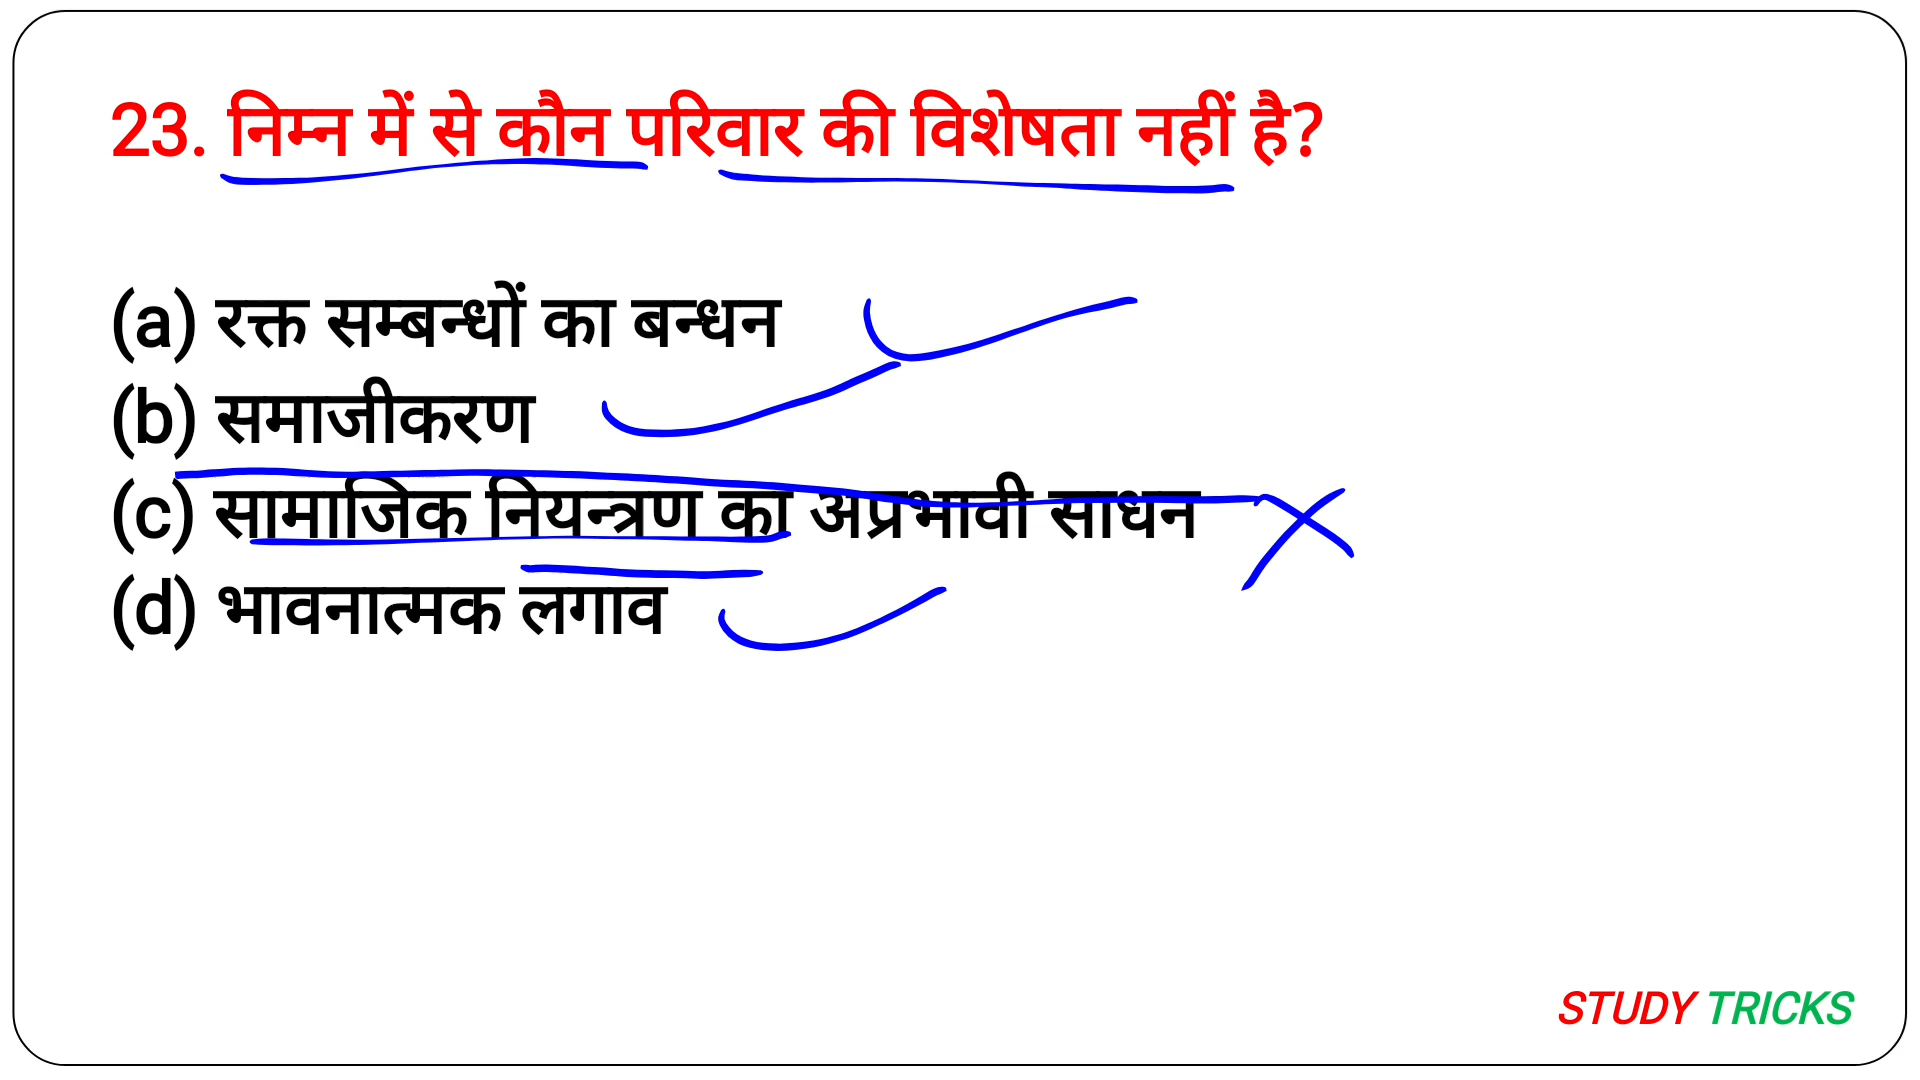 23. निम्न में से कौन परिवार की विशेषता नहीं है?
(a) रक्त सम्बन्धों का बन्धन
(b) समाजीकरण
(c) सामाजिक नियन्त्रण का अप्रभावी साधन
(d) भावनात्मक लगाव
STUDY TRICKS